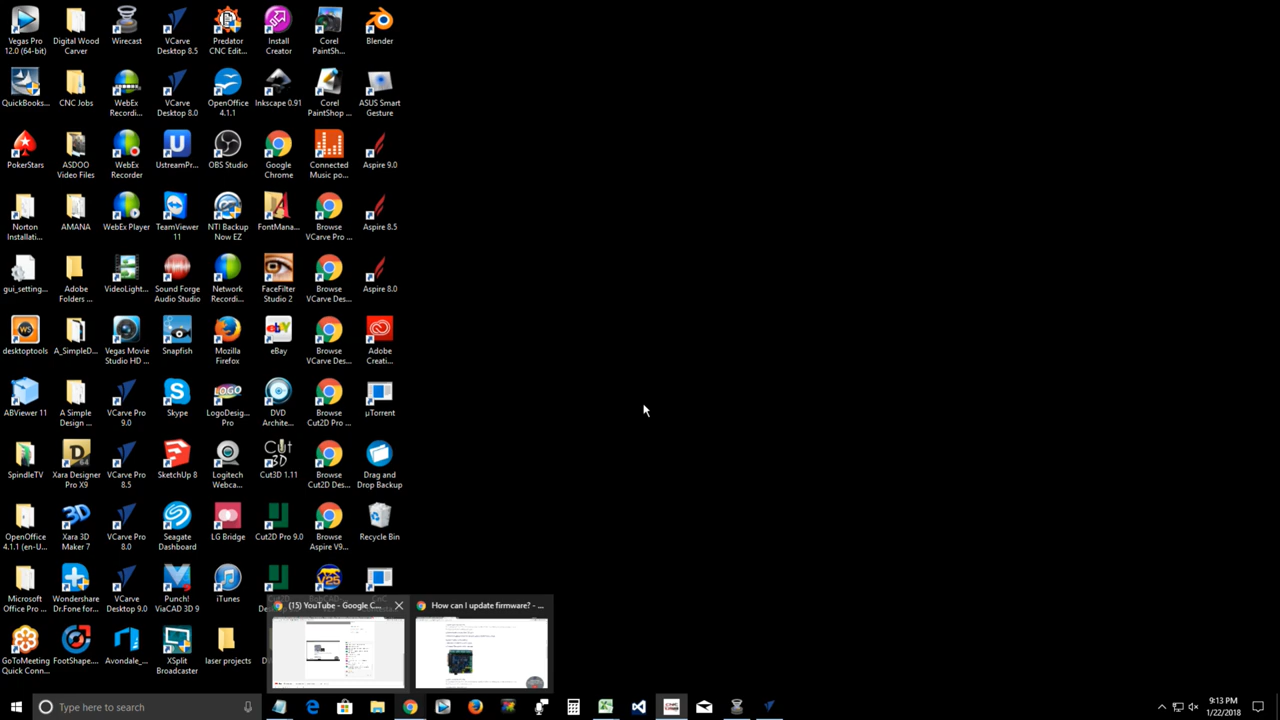 Vegas Pro
12.0 (64-bit)
Digital Wood
Carver
Wirecast
VCarve
Desktop 8.5
Predator
CNC Edit...
Install
Creator
Corel
PaintSh...
Blender
QuickBooks...
CNC Jobs
WebEx
Recordi...
VCarve
Desktop 8.0
OpenOffice
4.1.1
Inkscape 0.91
Corel
PaintShop ...
ASUS Smart
Gesture
PokerStars
ASDOO
Video Files
WebEx
Recorder
U
UstreamPr...
OBS Studio
Google
Chrome
Connected
Music po...
Aspire 9.0
Norton
Installati...
AMANA
WebEx Player
TeamViewer
11
NTI Backup
Now EZ
FontMana...
Browse
VCarve Pro ...
Aspire 8.5
gui_setting...
Adobe
Folders ...
VideoLight...
Sound Forge
Audio Studio
Network
Recordi...
FaceFilter
Studio 2
Browse
VCarve Des...
Aspire 8.0
WS
desktoptools
A_SimpleD...
Vegas Movie
Studio HD ...
Snapfish
Mozilla
Firefox
ebY
eBay
Browse
VCarve Des...
Adobe
Creati...
ABViewer 11
A Simple
Design ...
VCarve Pro
9.0
Skype
LOGO
LogoDesig...
Pro
DVD
Archite...
Browse
Cut2D Pro ...
µTorrent
SpindleTV
D
64
Xara Designer
Pro X9
VCarve Pro
8.5
SketchUp 8
Logitech
Webca...
Cut
3D
Cut3D 1.11
Browse
Cut2D Des...
Drag and
Drop Backup
OpenOffice
4.1.1 (en-U...
3D
Xara 3D
Maker 7
VCarve Pro
8.0
Seagate
Dashboard
LG Bridge
Cut2D Pro 9.0
Browse
Aspire V9...
Recycle Bin
Microsoft
Office Pro ...
Wondershare
Dr.Fone for...
VCarve
Desktop 9.0
Punch!
ViaCAD 3D 9
iTunes
V25
(15) YouTube - Google C...
How can I update firmware? - ...
GoToMeeting
Quick Conn...
FootShape...
Avondale_...
XSplit
Broadcaster
laser projects
Type here to search
9:13 PM
1/22/2018